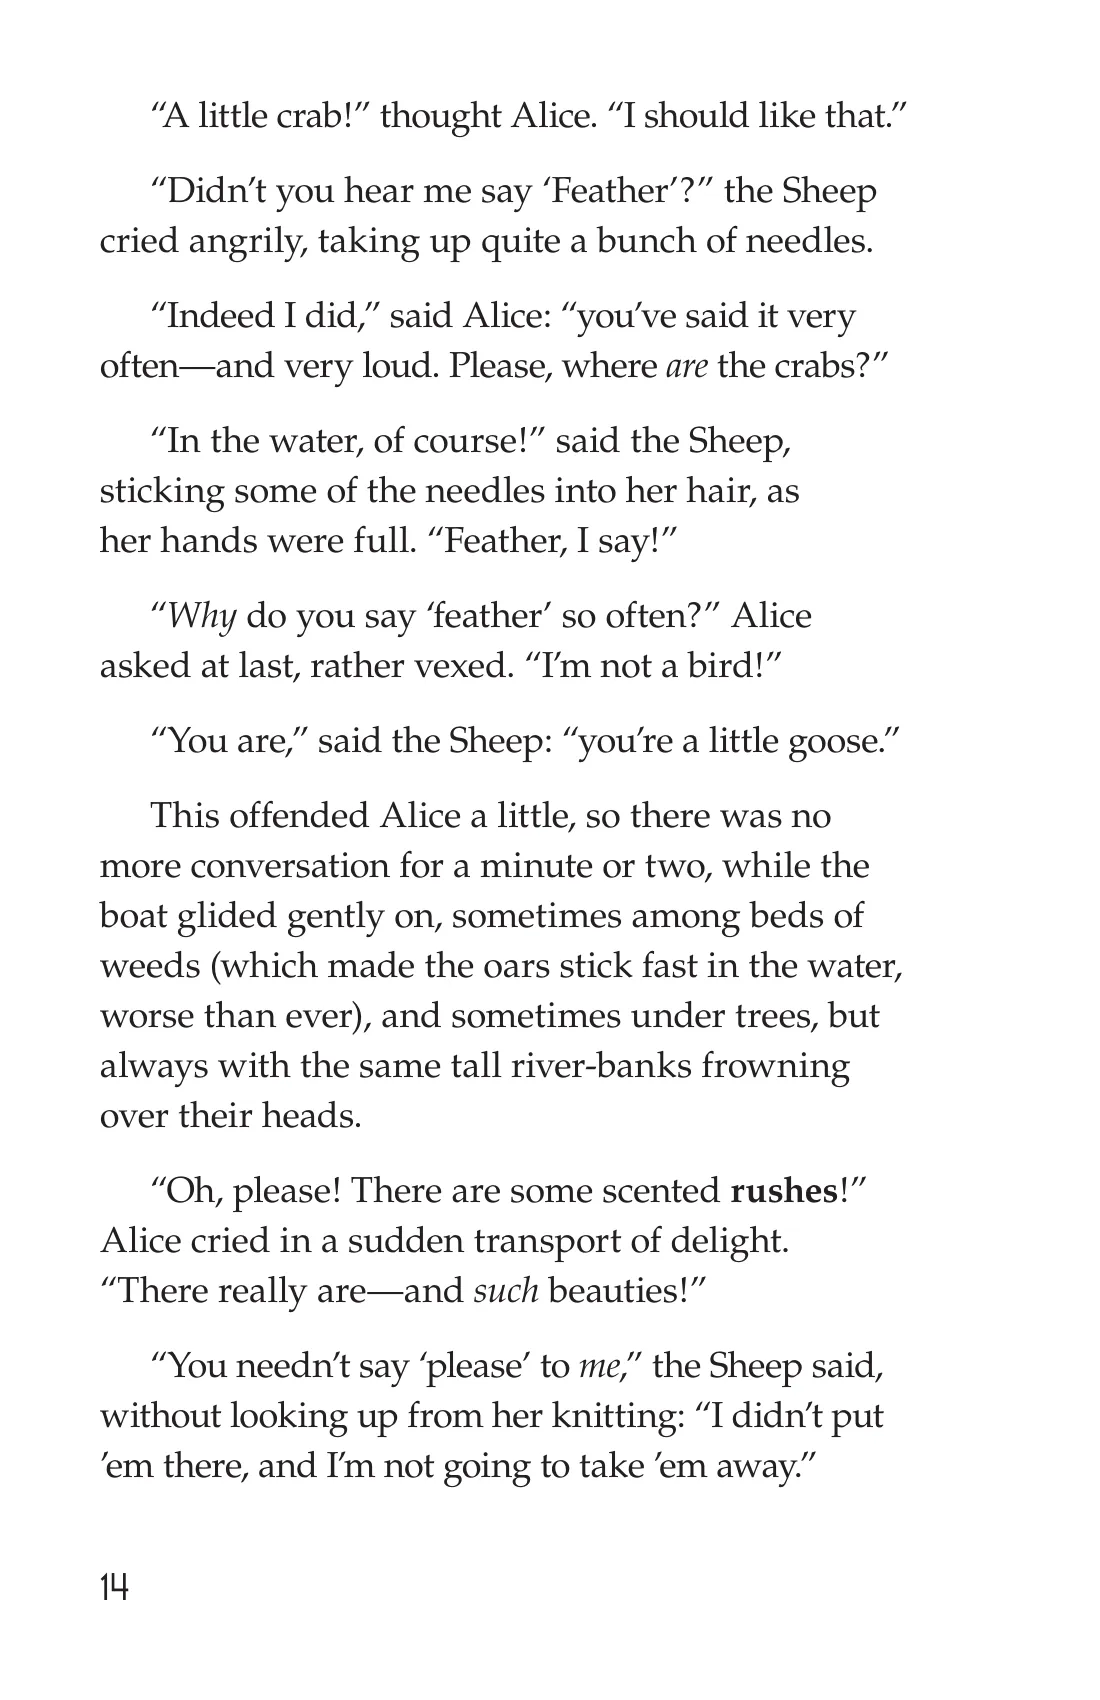 “A little crab!” thought Alice. “I should like that.”
“Didn’t you hear me say ‘Feather’?” the Sheep
cried angrily, taking up quite a bunch of needles.
“Indeed I did,” said Alice: “you’ve said it very
often—and very loud. Please, where are the crabs?”
“In the water, of course!” said the Sheep,
sticking some of the needles into her hair, as
her hands were full. “Feather, I say!”
“Why do you say ‘feather’ so often?” Alice
asked at last, rather vexed. “I’m not a bird!”
“You are,” said the Sheep: “you’re a little goose.”
This offended Alice a little, so there was no
more conversation for a minute or two, while the
boat glided gently on, sometimes among beds of
weeds (which made the oars stick fast in the water,
worse than ever), and sometimes under trees, but
always with the same tall river-banks frowning
over their heads.
“Oh, please! There are some scented rushes!”
Alice cried in a sudden transport of delight.
“There really are—and such beauties!”
“You needn’t say ‘please’ to me,” the Sheep said,
without looking up from her knitting: “I didn’t put
’em there, and I’m not going to take ’em away.”
14